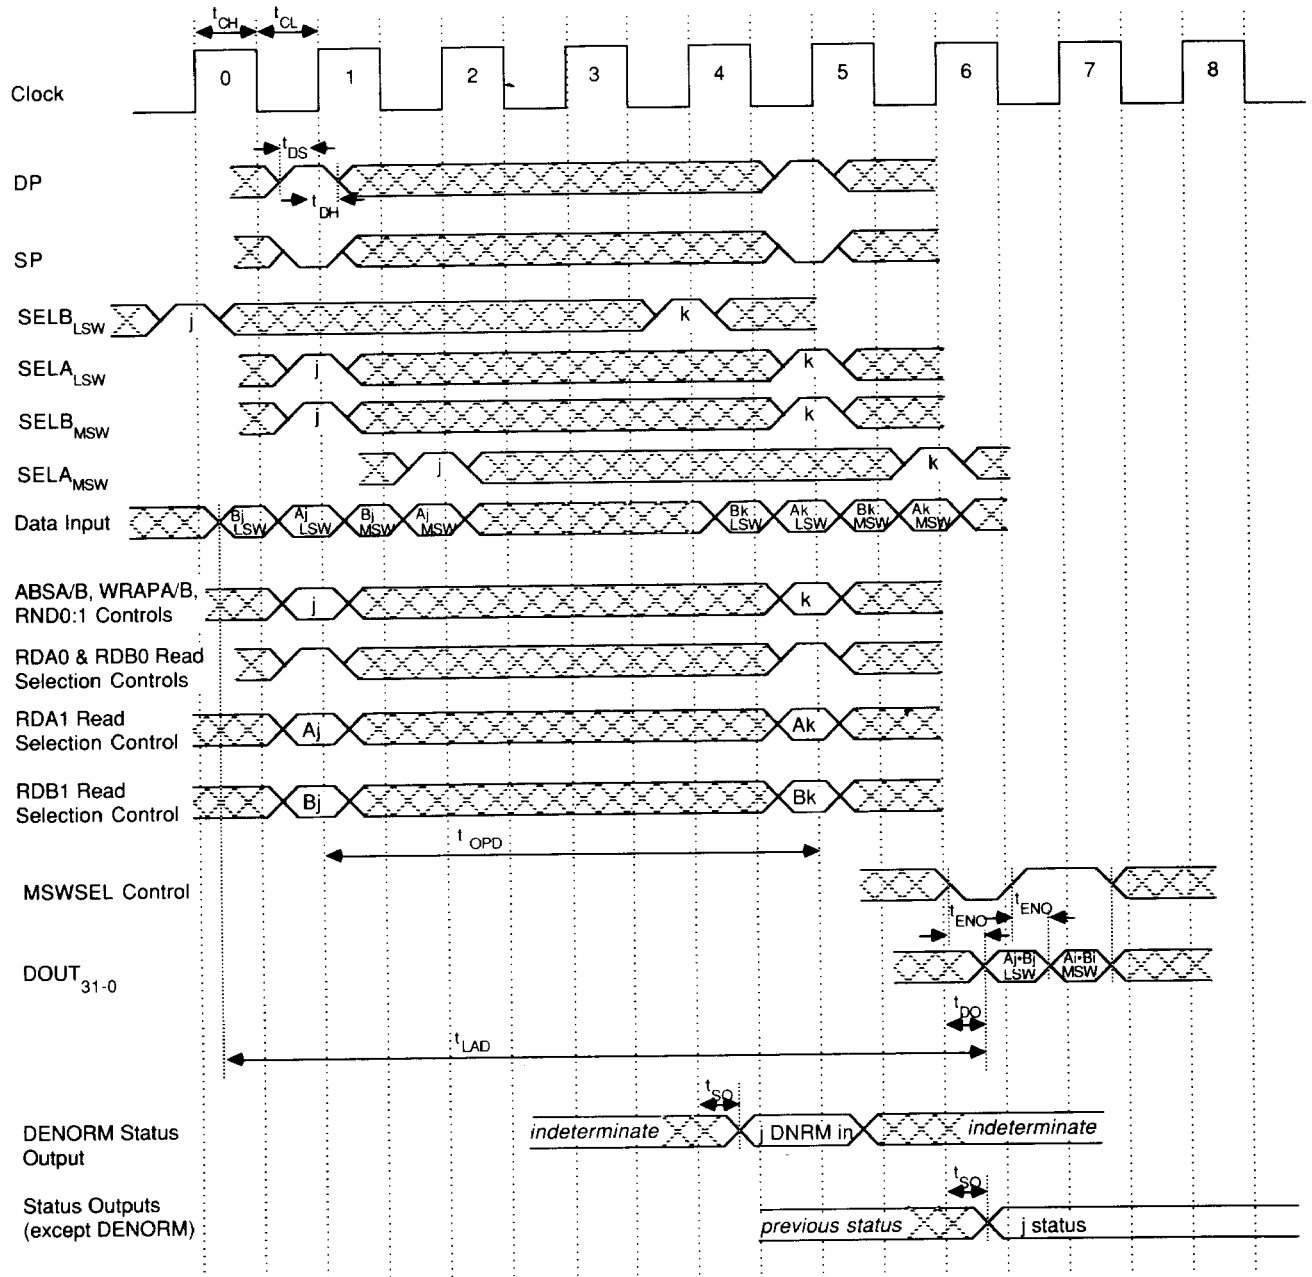 tCH tCL
Clock 0 1 2 3 4 5 6 7 8
tDS
DP
tDH
SP
SELBLSW j k
SELALSW j k
SELBMSW j k
SELAMSW j k
Data Input Bj LSW Aj LSW Bj MSW Aj MSW Bk LSW Ak LSW Bk MSW Ak MSW
ABSA/B, WRAPA/B,
RND0:1 Controls j k
RDA0 & RDB0 Read
Selection Controls
RDA1 Read
Selection Control Aj Ak
RDB1 Read
Selection Control Bj Bk
tOPD
MSWSEL Control
tENO tENO
DOUT31-0 Aj•Bj LSW Aj•Bj MSW
tDO
tLAD
tSO
DENORM Status
Output indeterminate j DNRM in indeterminate
tSO
Status Outputs
(except DENORM) previous status j status